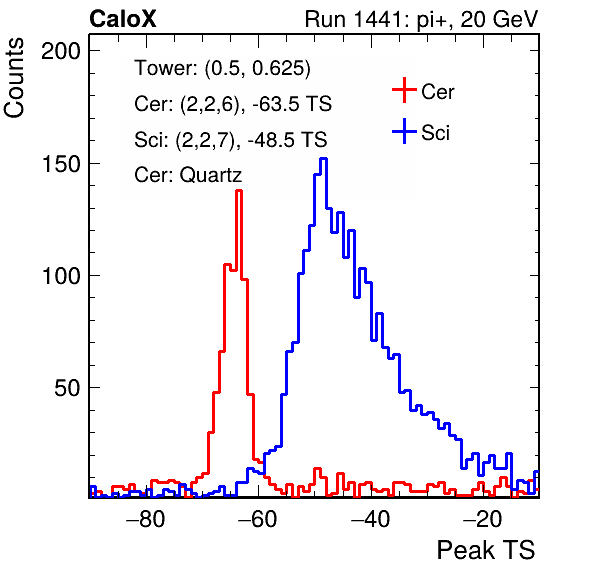 CaloX Run 1441: pi+, 20 GeV
Counts
200
150
100
50
Tower: (0.5, 0.625)
Cer: (2,2,6), -63.5 TS
Sci: (2,2,7), -48.5 TS
Cer: Quartz
Cer
Sci
−80 −60 −40 −20
Peak TS